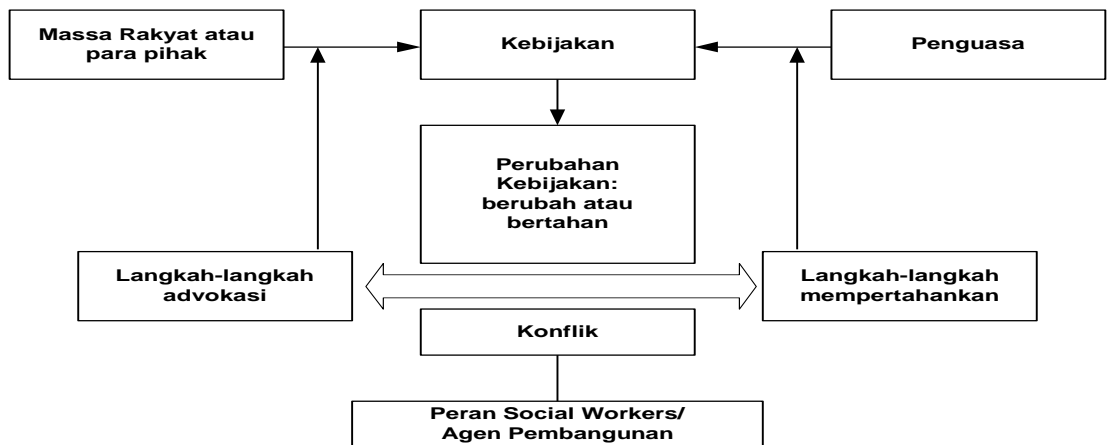 Massa Rakyat atau
para pihak
Kebijakan
Penguasa
Perubahan
Kebijakan:
berubah atau
bertahan
Langkah-langkah
advokasi
Langkah-langkah
mempertahankan
Konflik
Peran Social Workers/
Agen Pembangunan